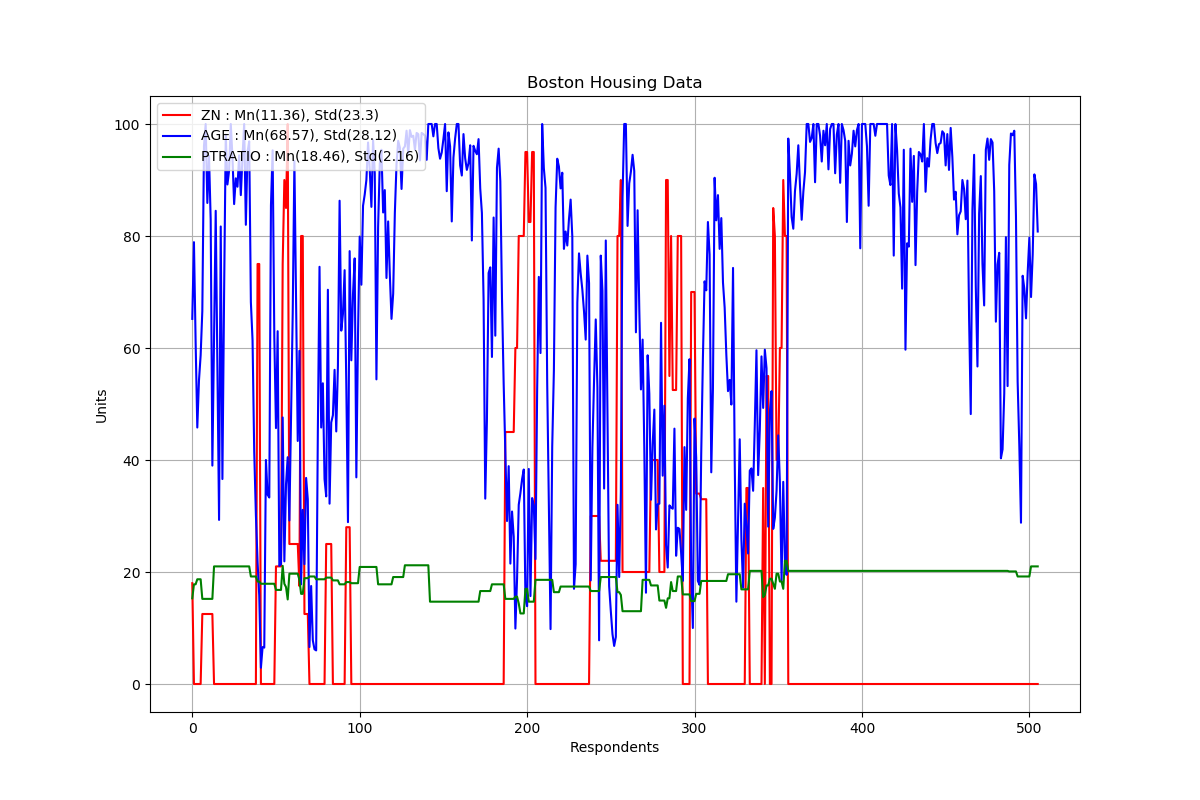 Boston Housing Data
ZN : Mn(11.36), Std(23.3)
AGE : Mn(68.57), Std(28.12)
PTRATIO : Mn(18.46), Std(2.16)
100
80
60
40
20
0
Units
0 100 200 300 400 500
Respondents